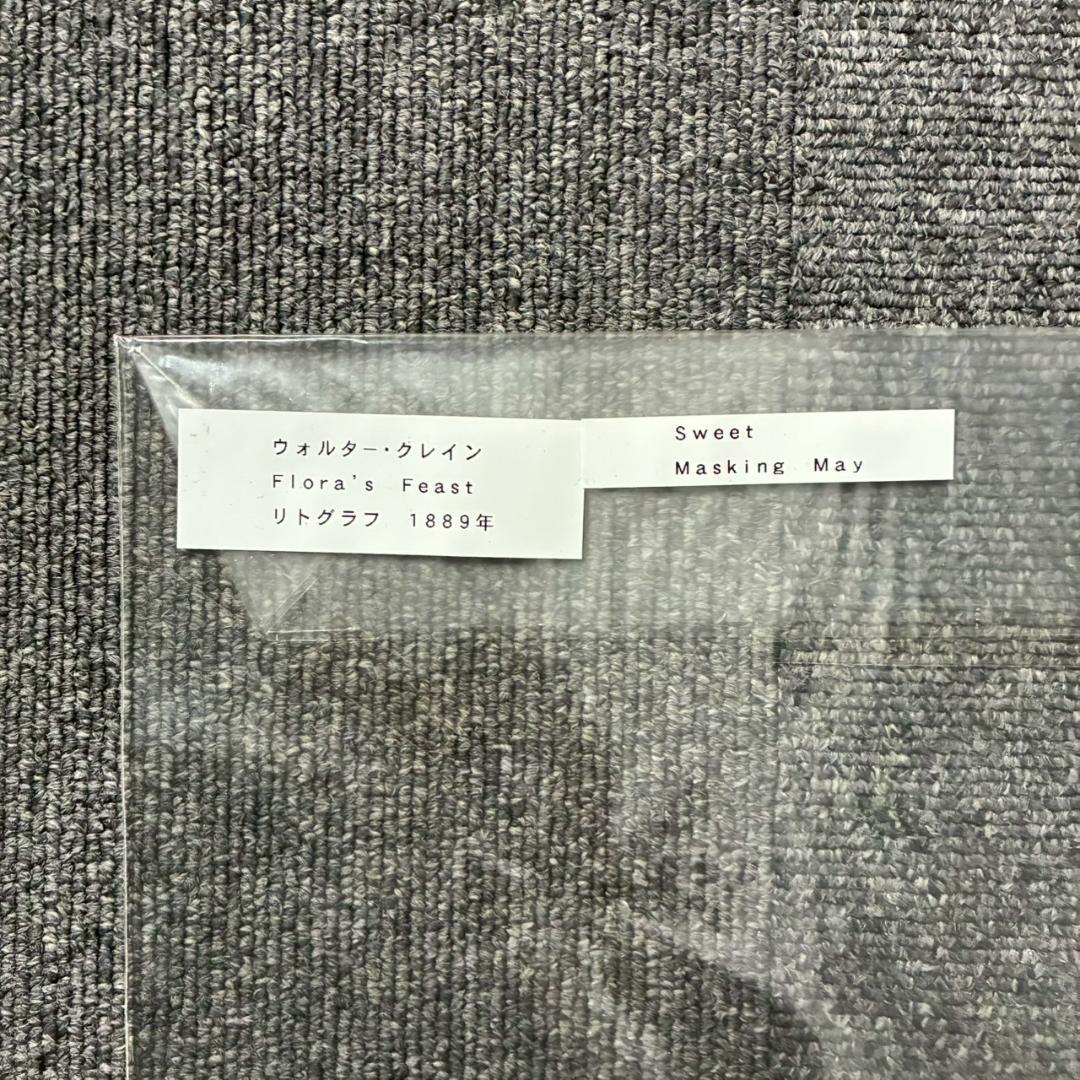 ウォルター・クレイン
Flora's Feast
リトグラフ 1889年
Sweet
Masking May